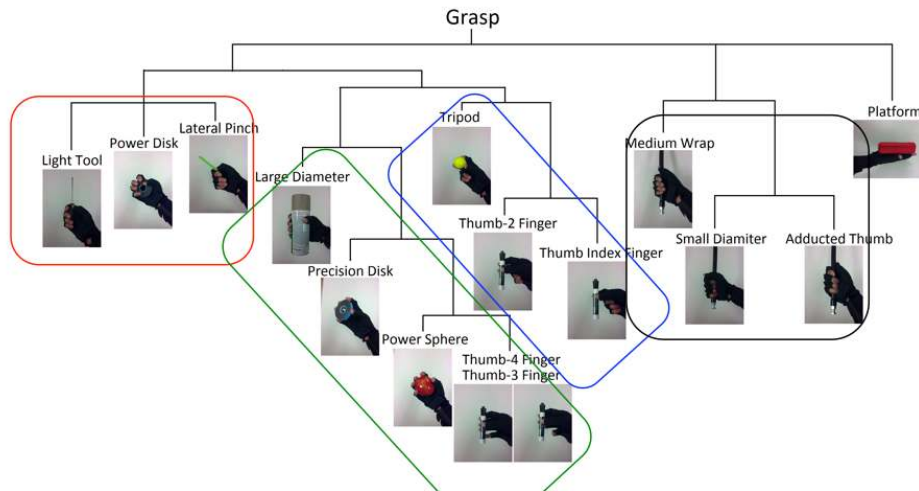 Grasp
Platform
Tripod
Lateral Pinch
Power Disk
Medium Wrap
Light Tool
Large Diameter
Thumb-2 Finger
Small Diamiter
Adducted Thumb
Thumb Index Finger
Precision Disk
Power Sphere
Thumb-4 Finger
Thumb-3 Finger